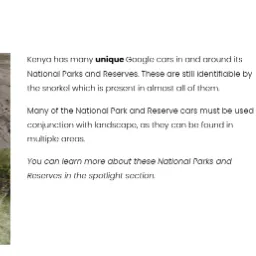 Kenya has many unique Google cars in and around its
National Parks and Reserves. These are still identifiable by
the snorkel which is present in almost all of them.
Many of the National Park and Reserve cars must be used
conjunction with landscape, as they can be found in
multiple areas.
You can learn more about these National Parks and
Reserves in the spotlight section.